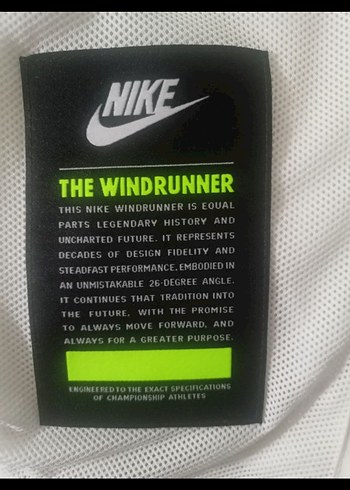 NIKE
THE WINDRUNNER
THIS NIKE WINDRUNNER IS EQUAL
PARTS LEGENDARY HISTORY AND
UNCHARTED FUTURE. IT REPRESENTS
DECADES OF DESIGN FIDELITY AND
STEADFAST PERFORMANCE, EMBODIED IN
AN UNMISTAKABLE 26-DEGREE ANGLE.
IT CONTINUES THAT TRADITION INTO
THE FUTURE, WITH THE PROMISE
TO ALWAYS MOVE FORWARD, AND
ALWAYS FOR A GREATER PURPOSE.
ENGINEERED TO THE EXACT SPECIFICATIONS
OF CHAMPIONSHIP ATHLETES